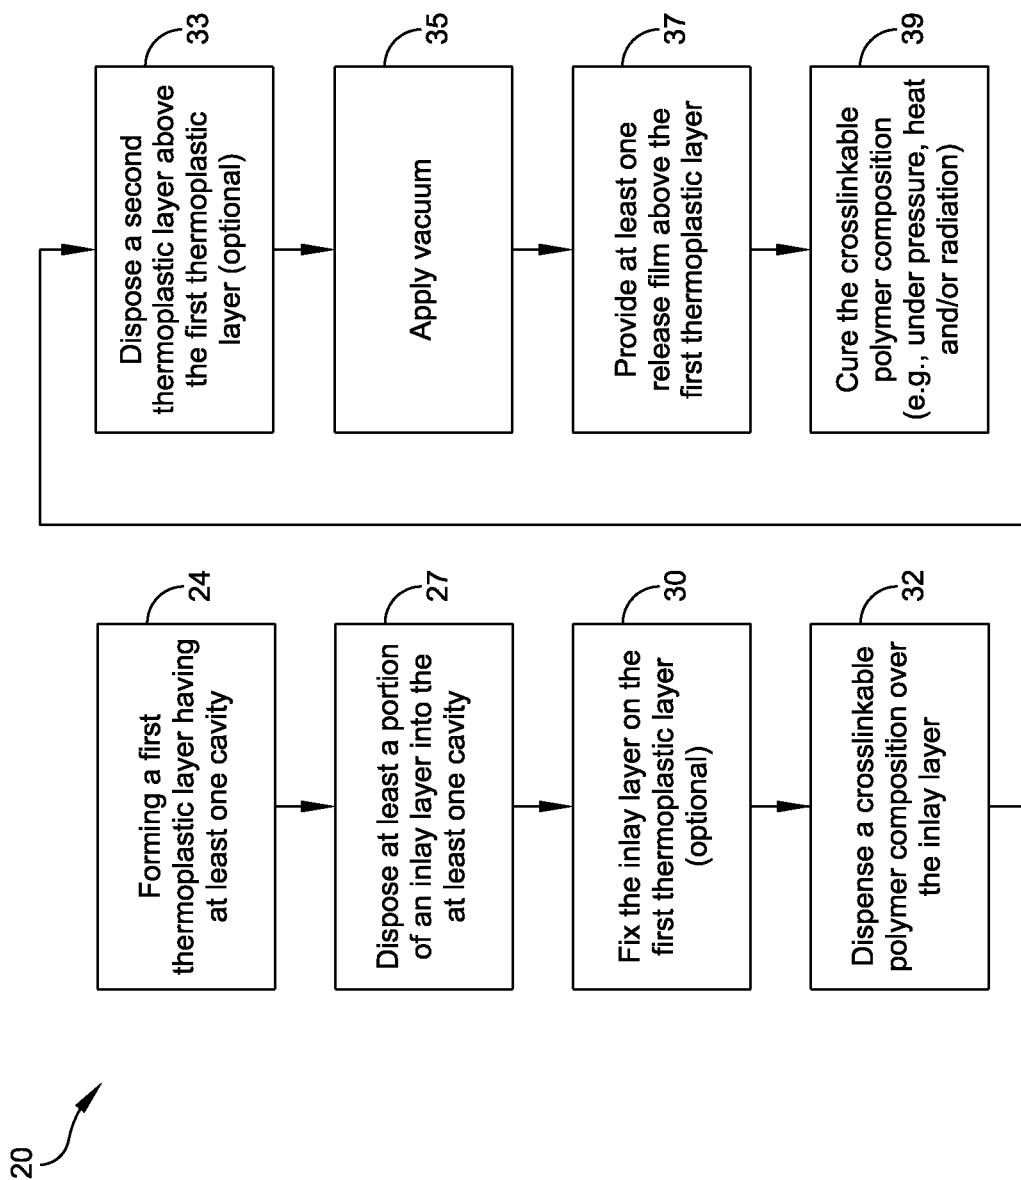 20
24
Forming a first
thermoplastic layer having
at least one cavity
27
Dispose at least a portion
of an inlay layer into the
at least one cavity
30
Fix the inlay layer on the
first thermoplastic layer
(optional)
32
Dispense a crosslinkable
polymer composition over
the inlay layer
33
Dispose a second
thermoplastic layer above
the first thermoplastic
layer (optional)
35
Apply vacuum
37
Provide at least one
release film above the
first thermoplastic layer
39
Cure the crosslinkable
polymer composition
(e.g., under pressure, heat
and/or radiation)